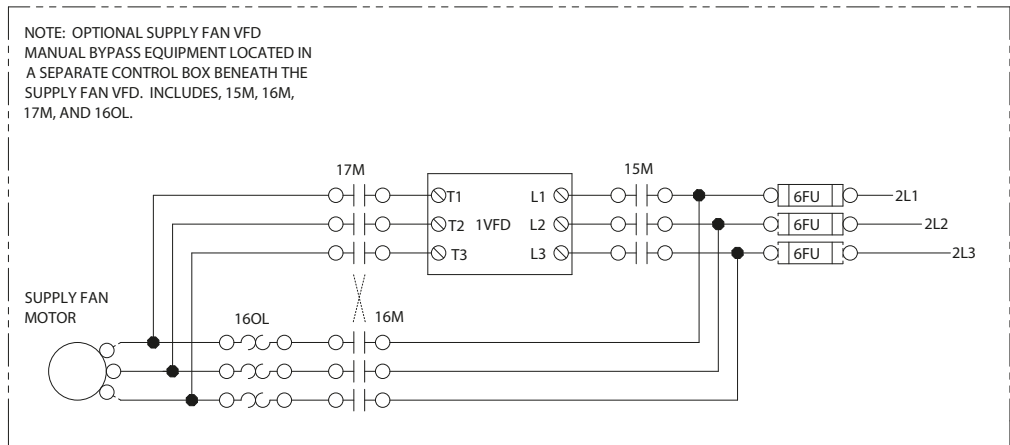 NOTE: OPTIONAL SUPPLY FAN VFD
MANUAL BYPASS EQUIPMENT LOCATED IN
A SEPARATE CONTROL BOX BENEATH THE
SUPPLY FAN VFD. INCLUDES, 15M, 16M,
17M, AND 16OL.
17M
15M
T1
L1
6FU
2L1
T2
1VFD
L2
6FU
2L2
T3
L3
6FU
2L3
SUPPLY FAN
MOTOR
16OL
16M